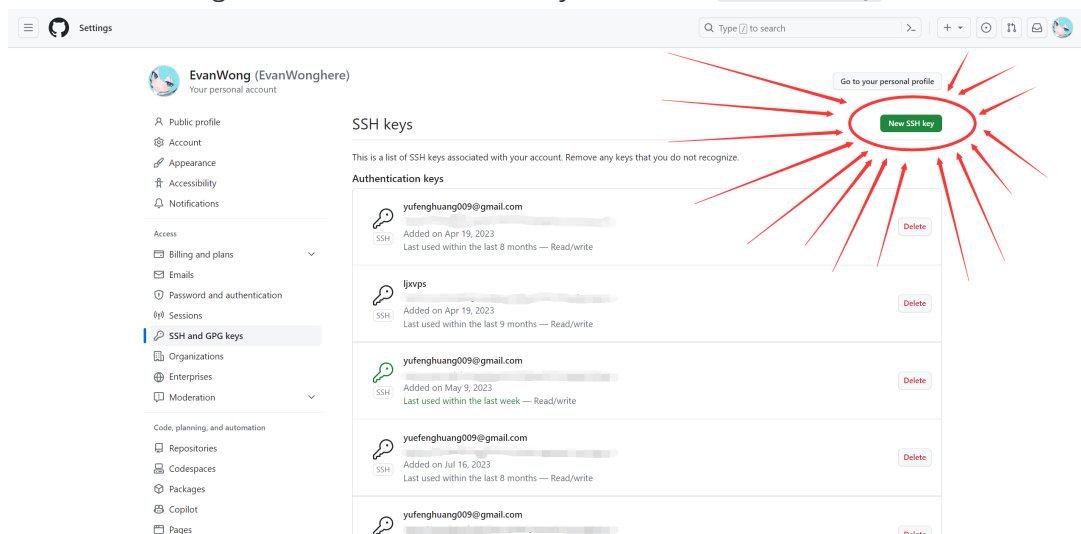 Settings
Type / to search
EvanWong (EvanWonghere)
Your personal account
Go to your personal profile
Public profile
Account
Appearance
Accessibility
Notifications
Access
Billing and plans
Emails
Password and authentication
Sessions
SSH and GPG keys
Organizations
Enterprises
Moderation
Code, planning, and automation
Repositories
Codespaces
Packages
Copilot
Pages
SSH keys
New SSH key
This is a list of SSH keys associated with your account. Remove any keys that you do not recognize.
Authentication keys
yufenghuang009@gmail.com
SSH
Added on Apr 19, 2023
Last used within the last 8 months — Read/write
Delete
ljxvps
SSH
Added on Apr 19, 2023
Last used within the last 9 months — Read/write
Delete
yufenghuang009@gmail.com
SSH
Added on May 9, 2023
Last used within the last week — Read/write
Delete
yuefenghuang009@gmail.com
SSH
Added on Jul 16, 2023
Last used within the last 8 months — Read/write
Delete
yufenghuang009@gmail.com
Delete